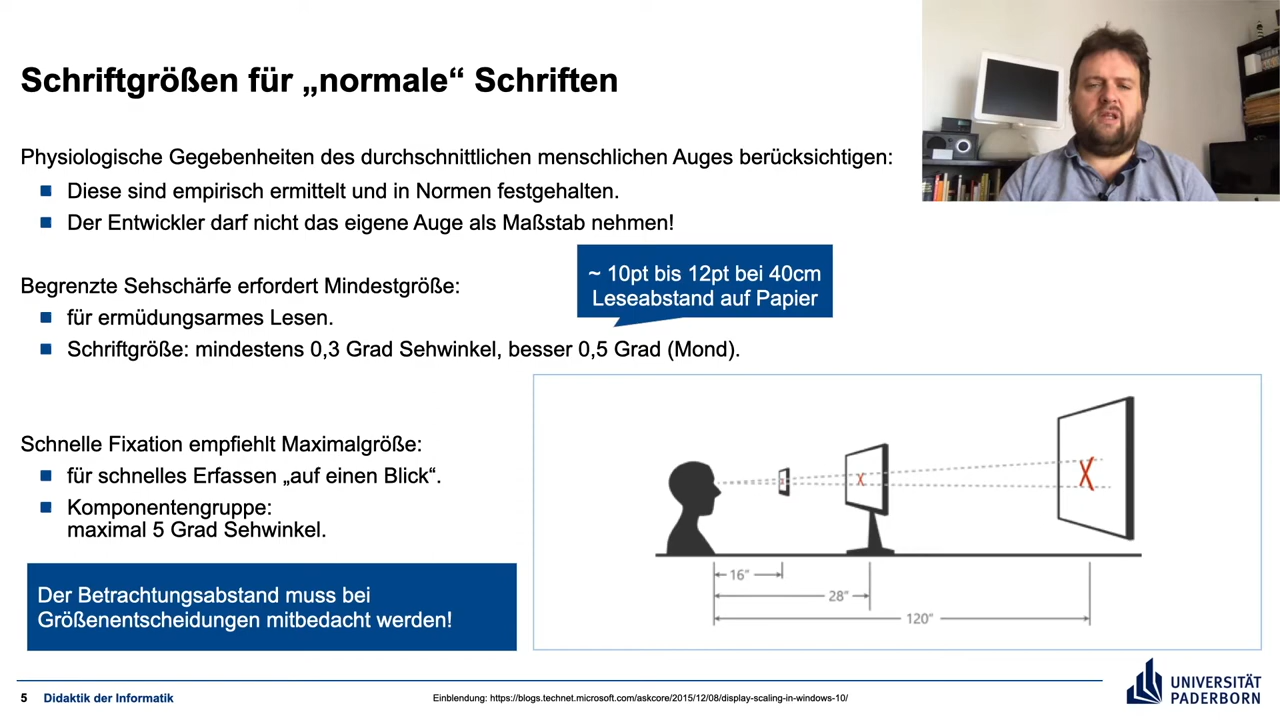 Schriftgrößen für „normale“ Schriften
Physiologische Gegebenheiten des durchschnittlichen menschlichen Auges berücksichtigen:
Diese sind empirisch ermittelt und in Normen festgehalten.
Der Entwickler darf nicht das eigene Auge als Maßstab nehmen!
~ 10pt bis 12pt bei 40cm
Leseabstand auf Papier
Begrenzte Sehschärfe erfordert Mindestgröße:
für ermüdungsarmes Lesen.
Schriftgröße: mindestens 0,3 Grad Sehwinkel, besser 0,5 Grad (Mond).
Schnelle Fixation empfiehlt Maximalgröße:
für schnelles Erfassen „auf einen Blick“.
Komponentengruppe:
maximal 5 Grad Sehwinkel.
Der Betrachtungsabstand muss bei
Größenentscheidungen mitbedacht werden!
X
X
X
16”
28”
120”
5 Didaktik der Informatik
Einblendung: https://blogs.technet.microsoft.com/askcore/2015/12/08/display-scaling-in-windows-10/
UNIVERSITÄT
PADERBORN